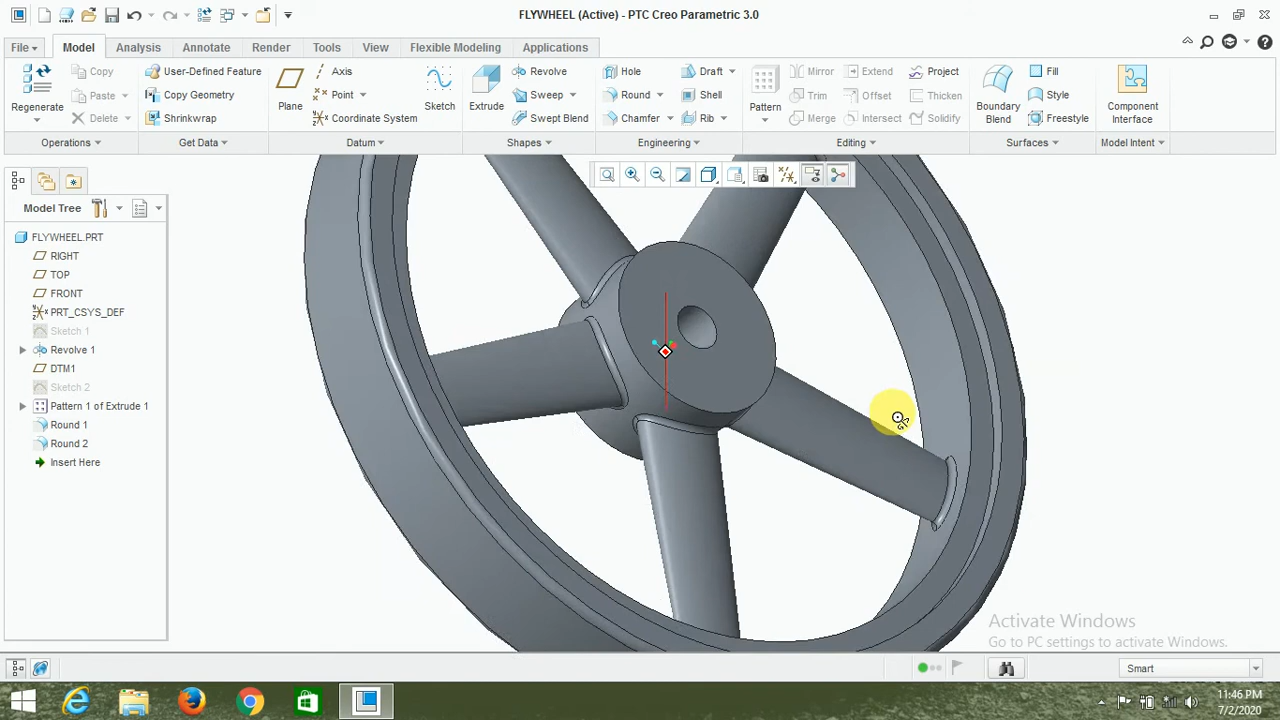 FLYWHEEL (Active) - PTC Creo Parametric 3.0
File Model Analysis Annotate Render Tools View Flexible Modeling Applications
Regenerate
Copy
Paste
Delete
Operations
User-Defined Feature
Copy Geometry
Shrinkwrap
Get Data
Plane
Axis
Point
Coordinate System
Sketch
Datum
Extrude
Revolve
Sweep
Swept Blend
Shapes
Hole
Round
Chamfer
Draft
Shell
Rib
Engineering
Pattern
Mirror
Trim
Merge
Extend
Offset
Intersect
Project
Thicken
Solidify
Editing
Boundary
Blend
Fill
Style
Freestyle
Surfaces
Component
Interface
Model Intent
Model Tree
FLYWHEEL.PRT
RIGHT
TOP
FRONT
PRT_CSYS_DEF
Sketch 1
Revolve 1
DTM1
Sketch 2
Pattern 1 of Extrude 1
Round 1
Round 2
Insert Here
Activate Windows
Go to PC settings to activate Windows.
Smart
11:46 PM
7/2/2020